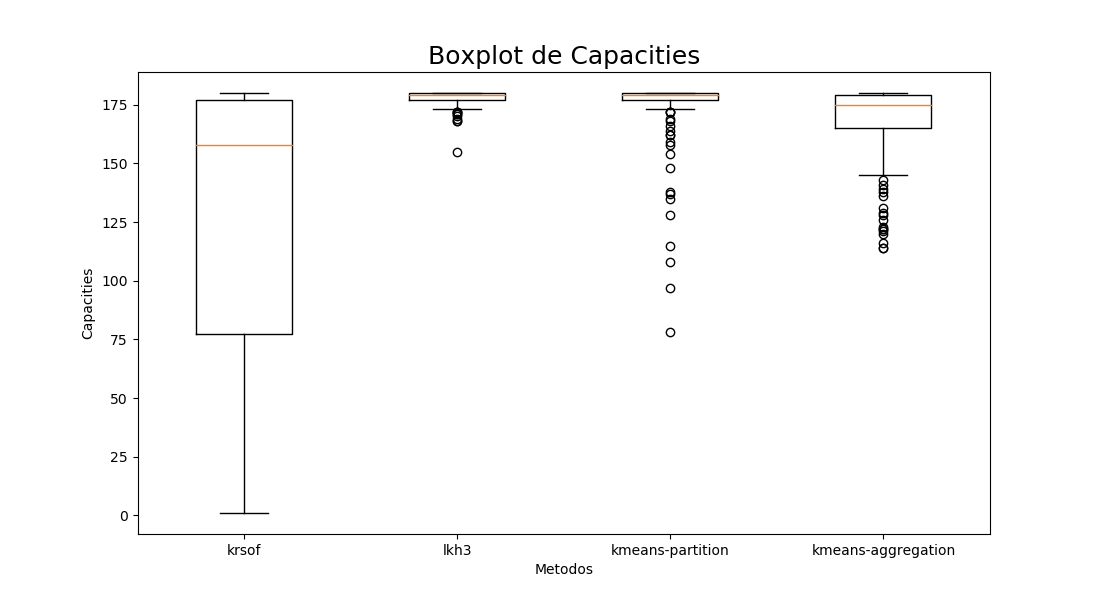 Boxplot de Capacities
Capacities
175
150
125
100
75
50
25
0
krsof lkh3 kmeans-partition kmeans-aggregation
Metodos